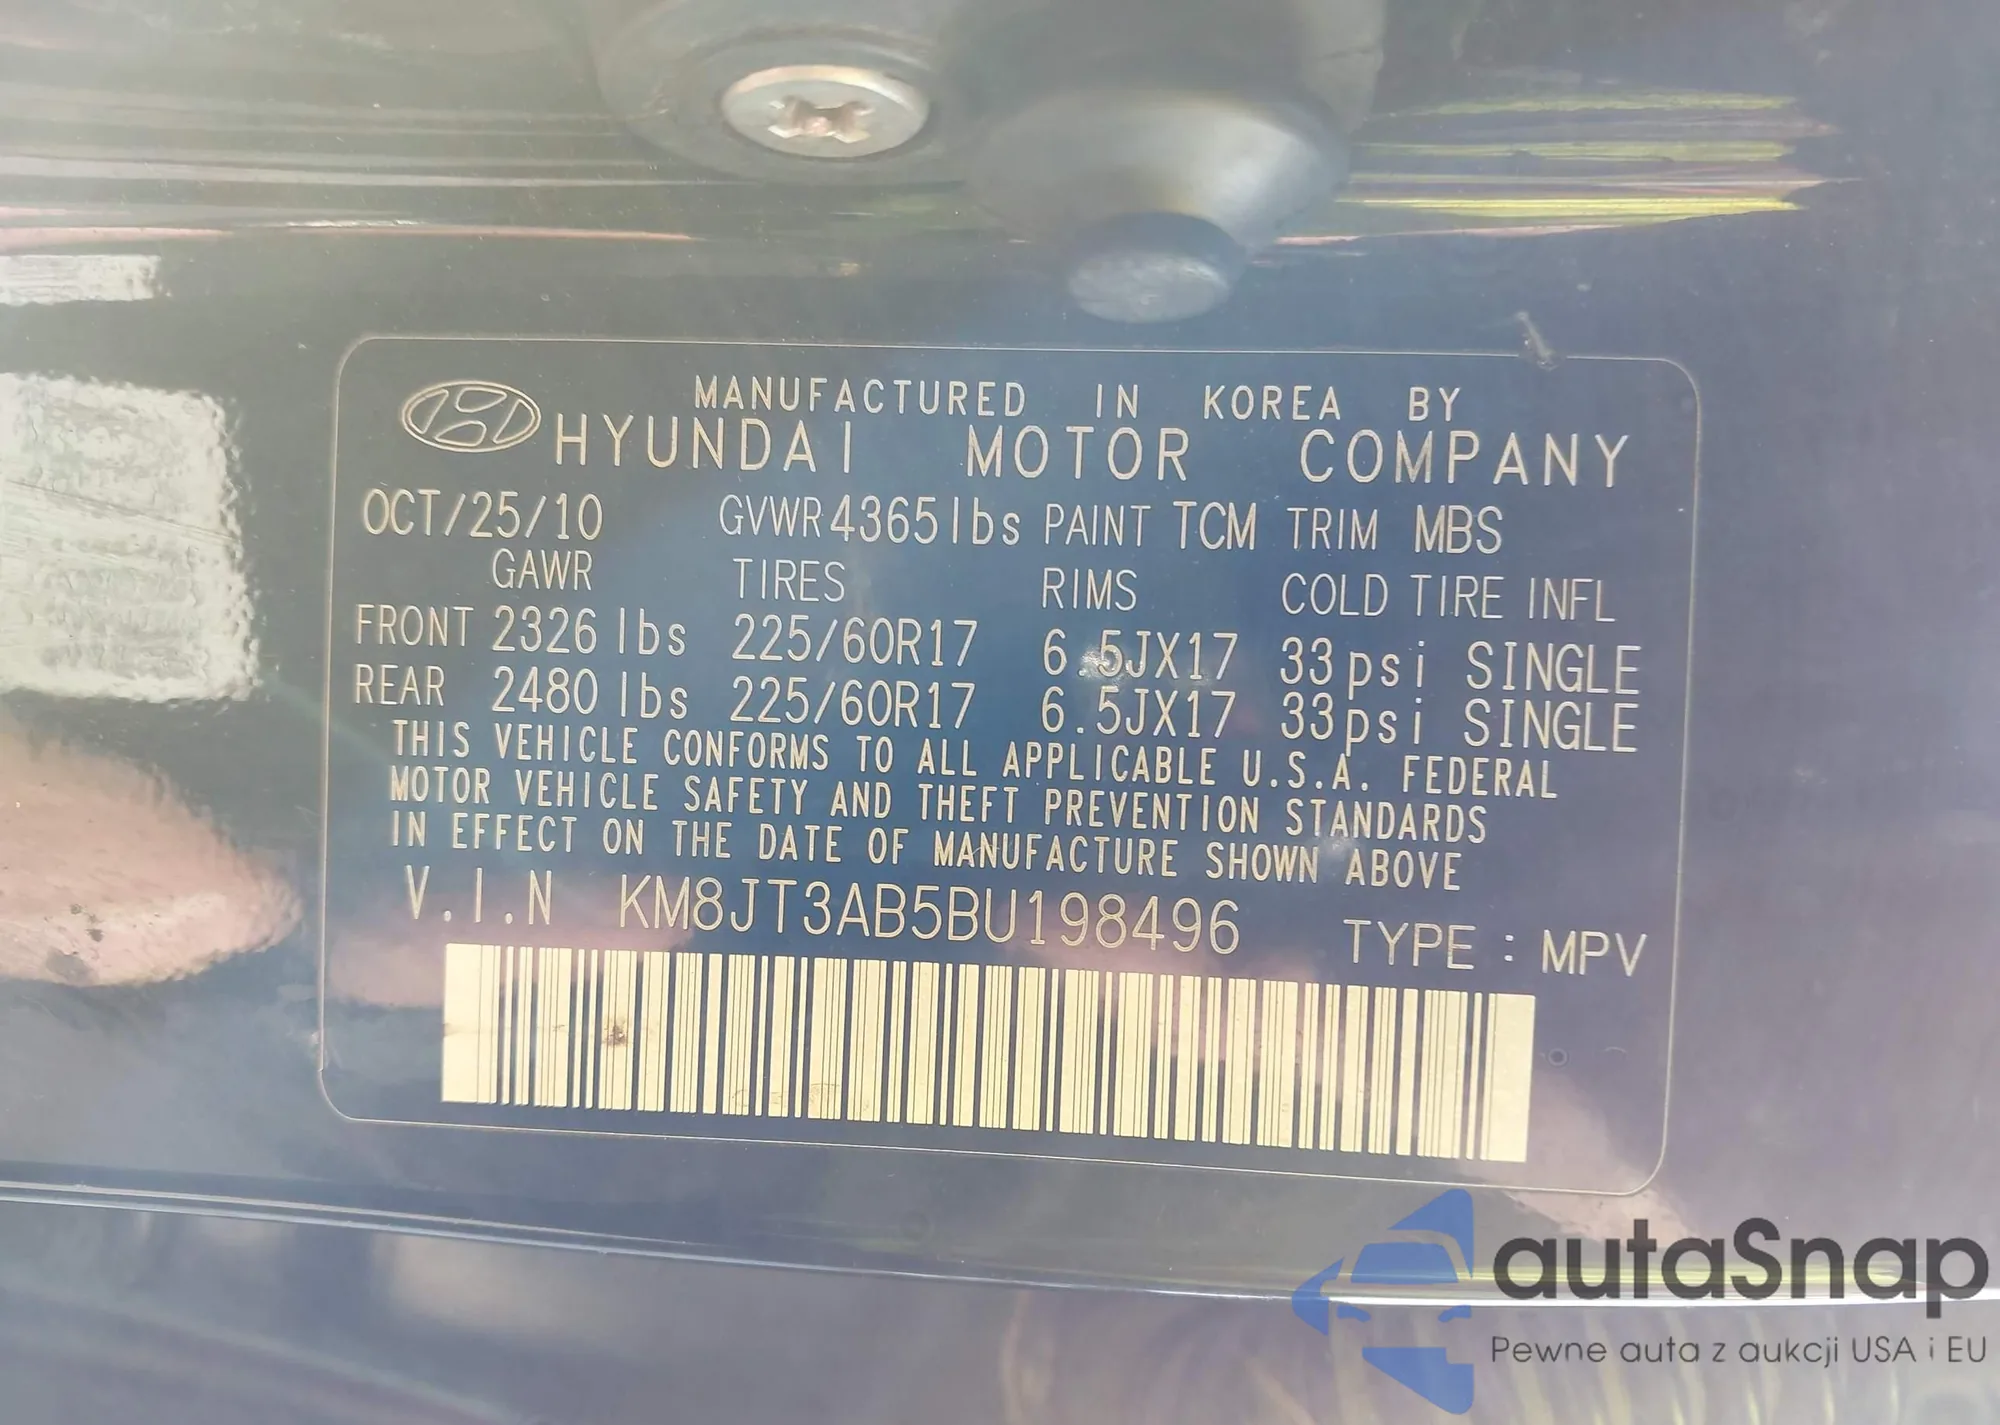 MANUFACTURED IN KOREA BY
HYUNDAI MOTOR COMPANY
OCT/25/10 GVWR 4365lbs PAINT TCM TRIM MBS
GAWR TIRES RIMS COLD TIRE INFL
FRONT 2326 lbs 225/60R17 6.5JX17 33psi SINGLE
REAR 2480 lbs 225/60R17 6.5JX17 33psi SINGLE
THIS VEHICLE CONFORMS TO ALL APPLICABLE U.S.A. FEDERAL
MOTOR VEHICLE SAFETY AND THEFT PREVENTION STANDARDS
IN EFFECT ON THE DATE OF MANUFACTURE SHOWN ABOVE
V.I.N KM8JT3AB5BU198496 TYPE : MPV
autaSnap
Pewne auta z aukcji USA i EU